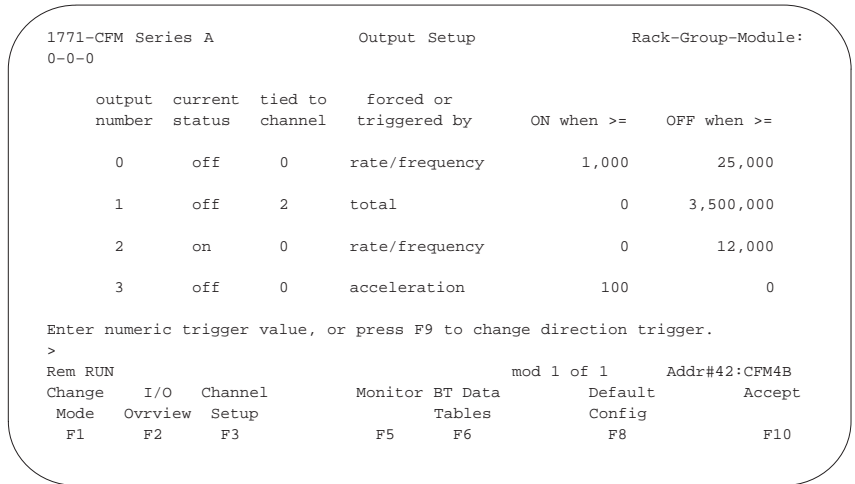 1771-CFM Series A Output Setup Rack-Group-Module:
0-0-0
output current tied to forced or
number status channel triggered by ON when >= OFF when >=
0 off 0 rate/frequency 1,000 25,000
1 off 2 total 0 3,500,000
2 on 0 rate/frequency 0 12,000
3 off 0 acceleration 100 0
Enter numeric trigger value, or press F9 to change direction trigger.
>
Rem RUN mod 1 of 1 Addr#42:CFM4B
Change I/O Channel Monitor BT Data Default Accept
Mode Ovrview Setup Tables Config
F1 F2 F3 F5 F6 F8 F10